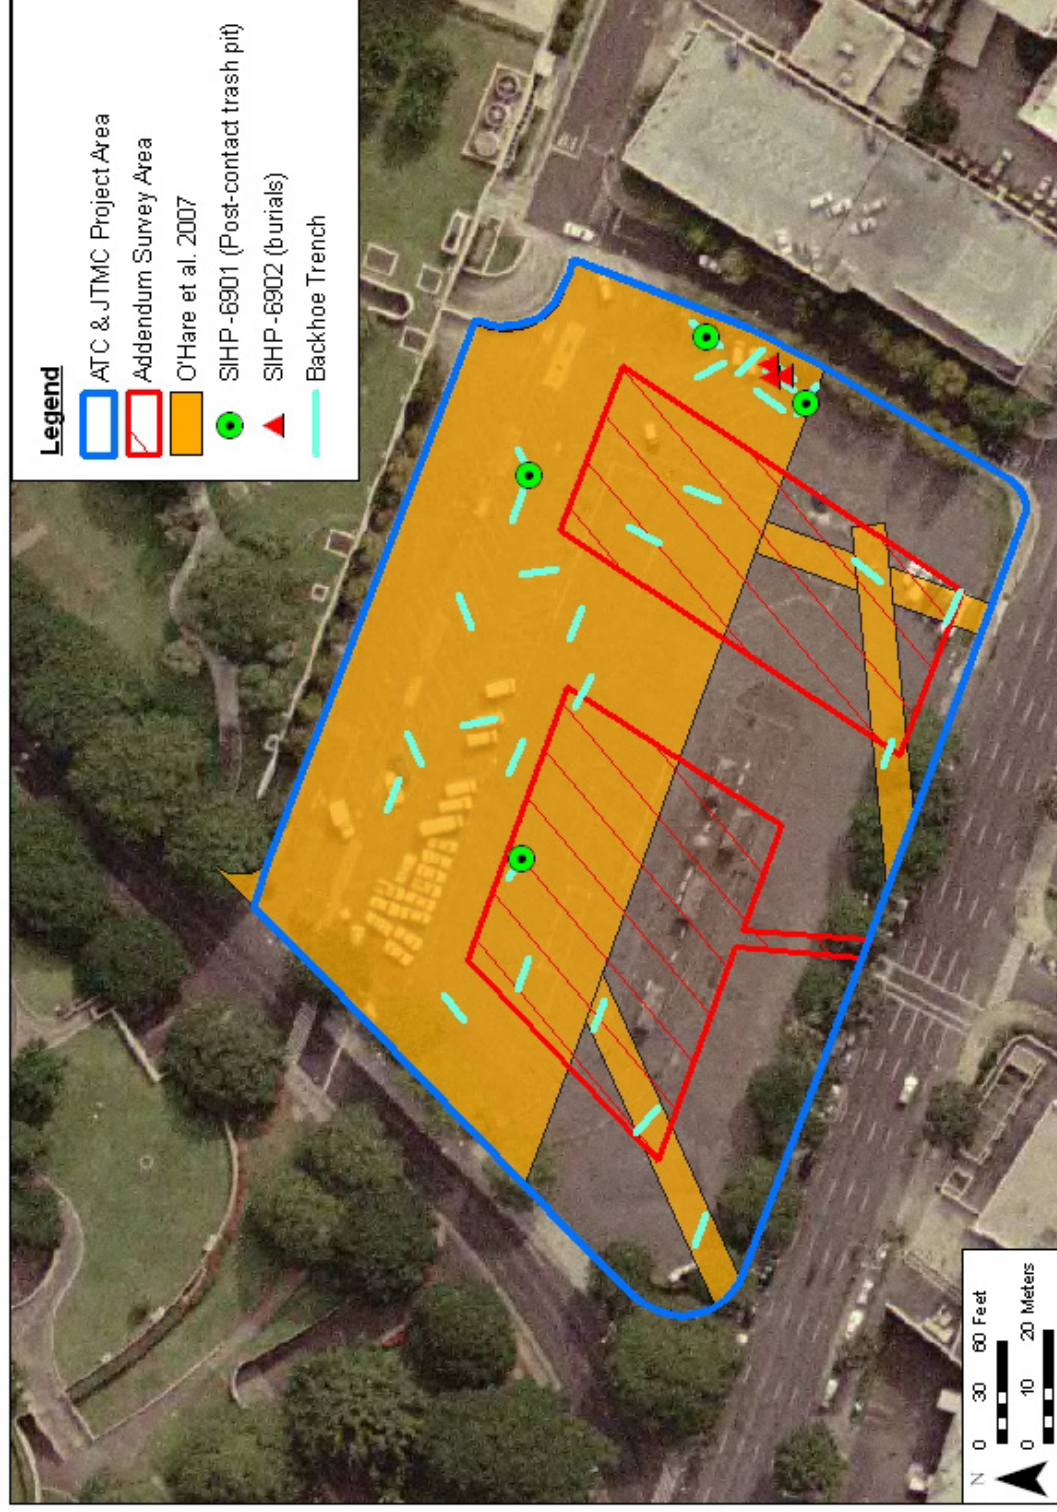 Legend
ATC & JTMC Project Area
Addendum Survey Area
O'Hare et al. 2007
SIHP -6901 (Post-contact trash pit)
SIHP -6902 (burials)
Backhoe Trench
N
0 30 60 Feet
0 10 20 Meters